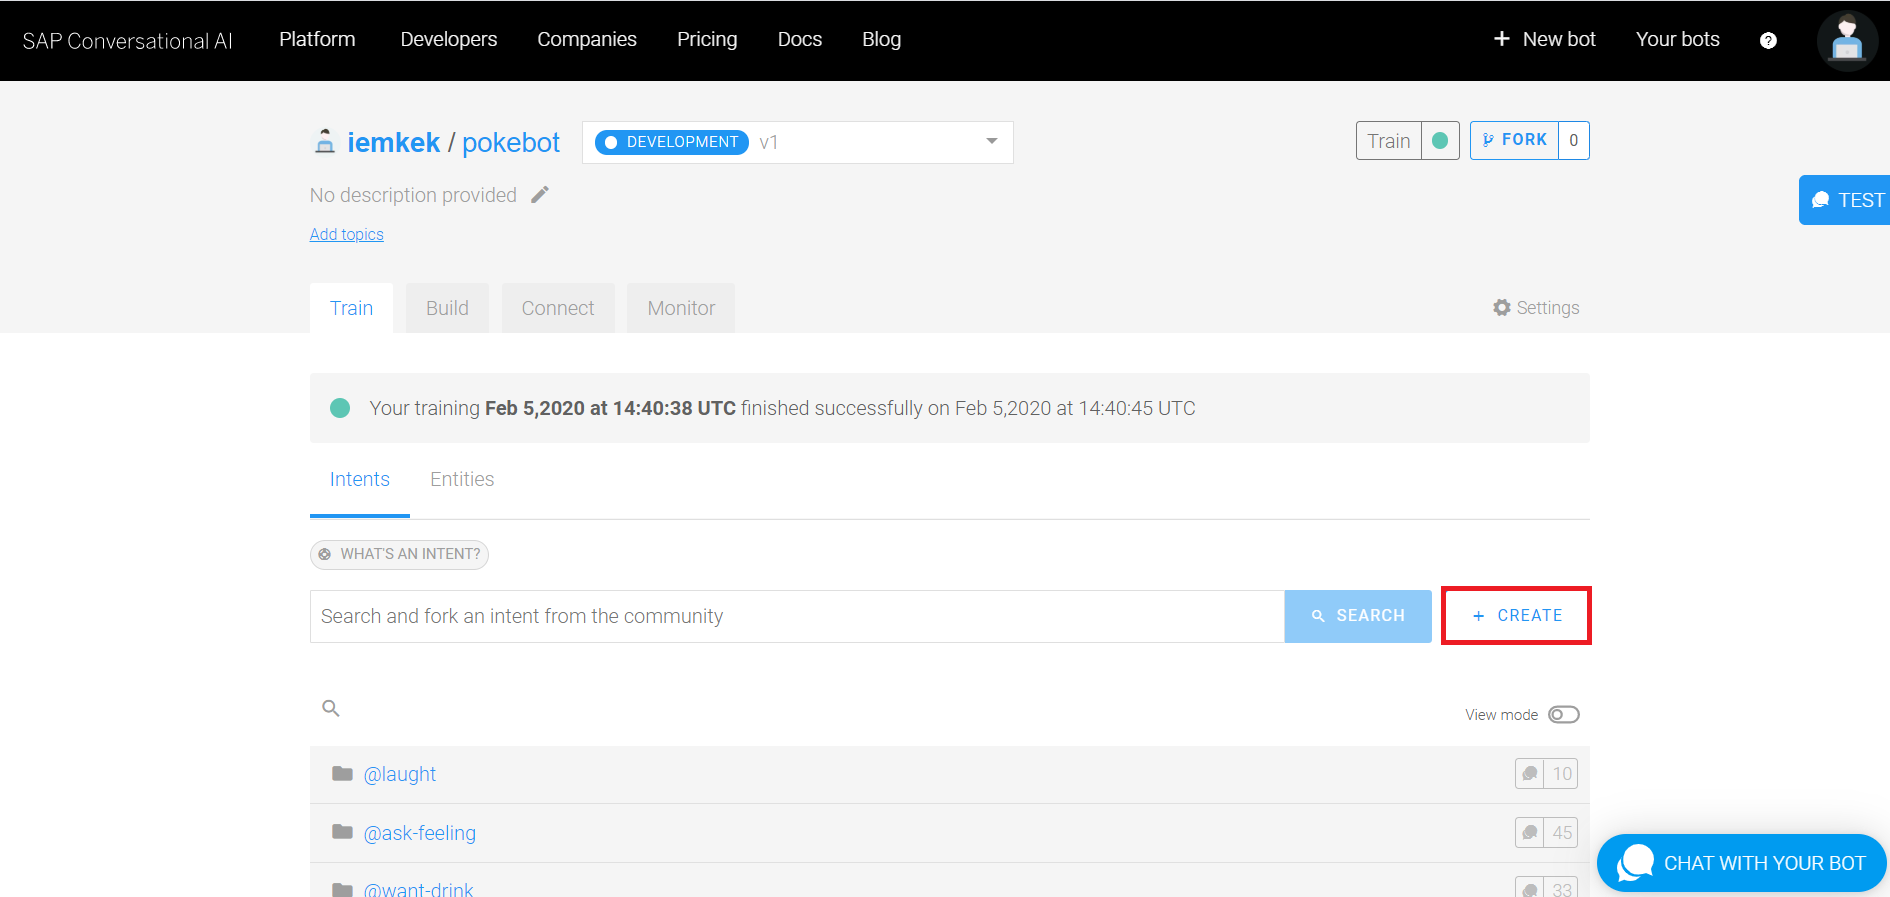 SAP Conversational AI Platform Developers Companies Pricing Docs Blog + New bot Your bots ?
iemkek / pokebot DEVELOPMENT v1 Train FORK 0
No description provided
TEST
Add topics
Train Build Connect Monitor Settings
Your training Feb 5,2020 at 14:40:38 UTC finished successfully on Feb 5,2020 at 14:40:45 UTC
Intents Entities
WHAT'S AN INTENT?
Search and fork an intent from the community SEARCH + CREATE
View mode
@laught 10
@ask-feeling 45
CHAT WITH YOUR BOT
@want-drink 33